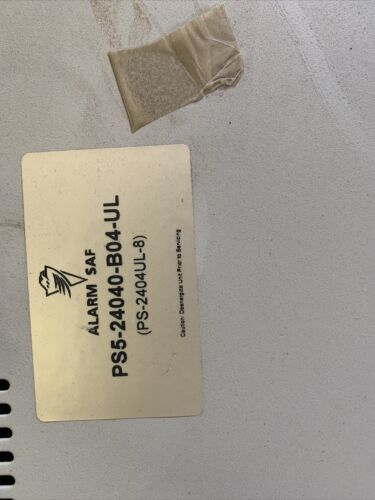 ALARM SAF
PS5-24040-B04-UL
(PS-2404UL-8)
Caution: Deenergize Unit Prior to Servicing